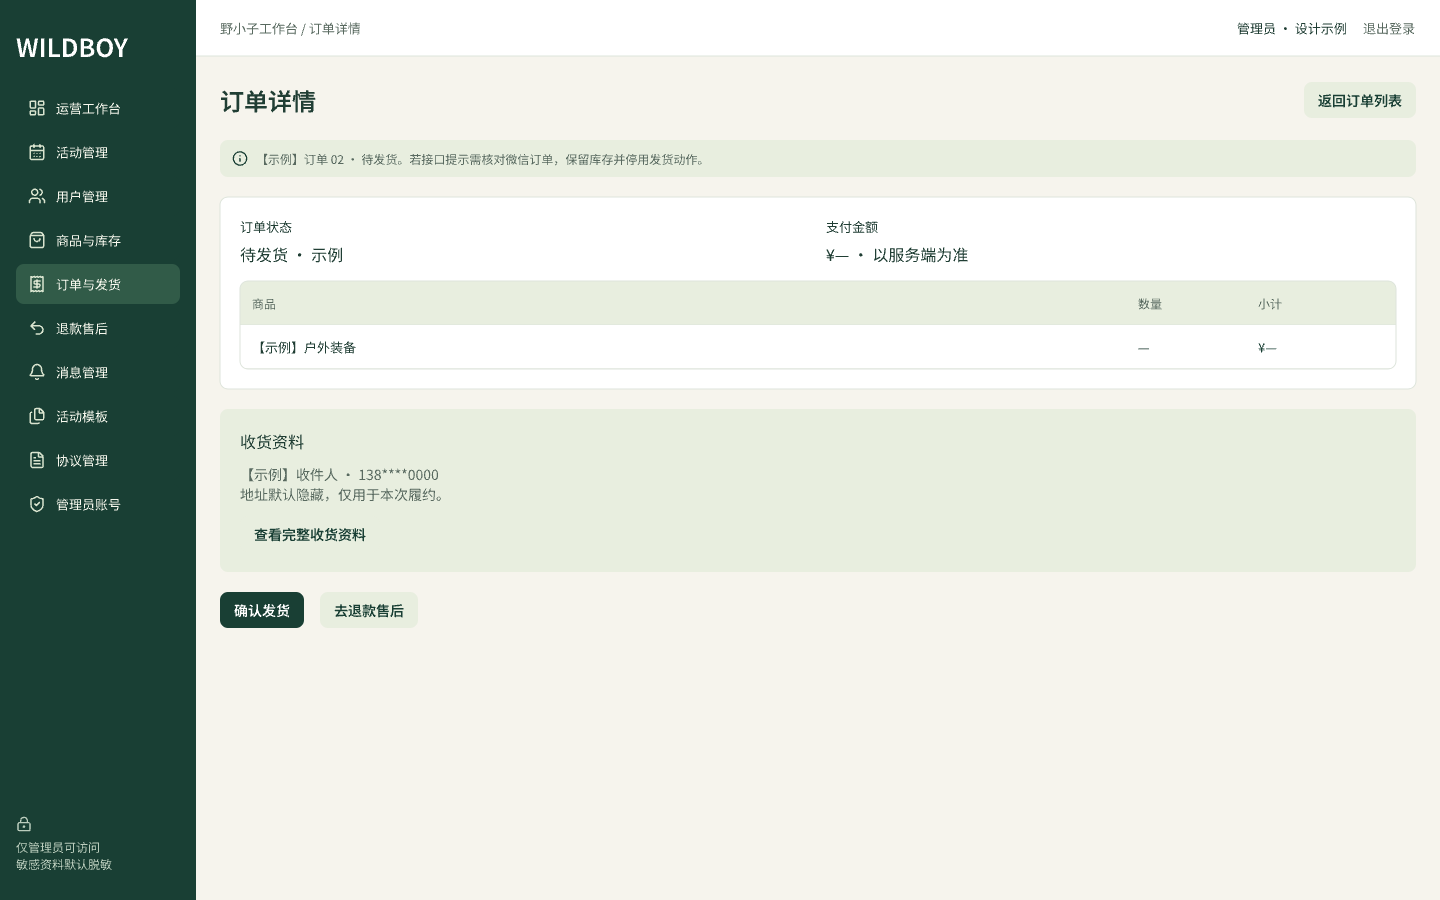 WILDBOY
运营工作台
活动管理
用户管理
商品与库存
订单与发货
退款售后
消息管理
活动模板
协议管理
管理员账号
仅管理员可访问
敏感资料默认脱敏
野小子工作台 / 订单详情
管理员 · 设计示例
退出登录
订单详情
返回订单列表
【示例】订单 02 · 待发货。若接口提示需核对微信订单，保留库存并停用发货动作。
订单状态
支付金额
待发货 · 示例
¥— · 以服务端为准
商品
数量
小计
【示例】户外装备
—
¥—
收货资料
【示例】收件人 · 138****0000
地址默认隐藏，仅用于本次履约。
查看完整收货资料
确认发货
去退款售后